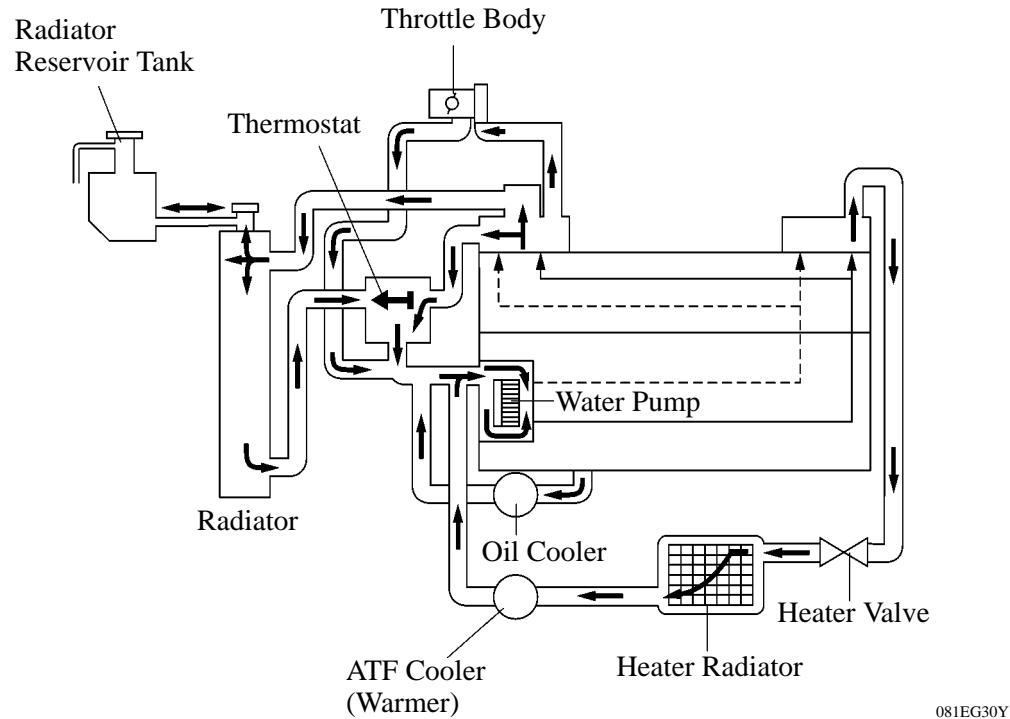 Throttle Body
Radiator
Reservoir Tank
Thermostat
Water Pump
Radiator
Oil Cooler
Heater Valve
ATF Cooler
(Warmer)
Heater Radiator
081EG30Y